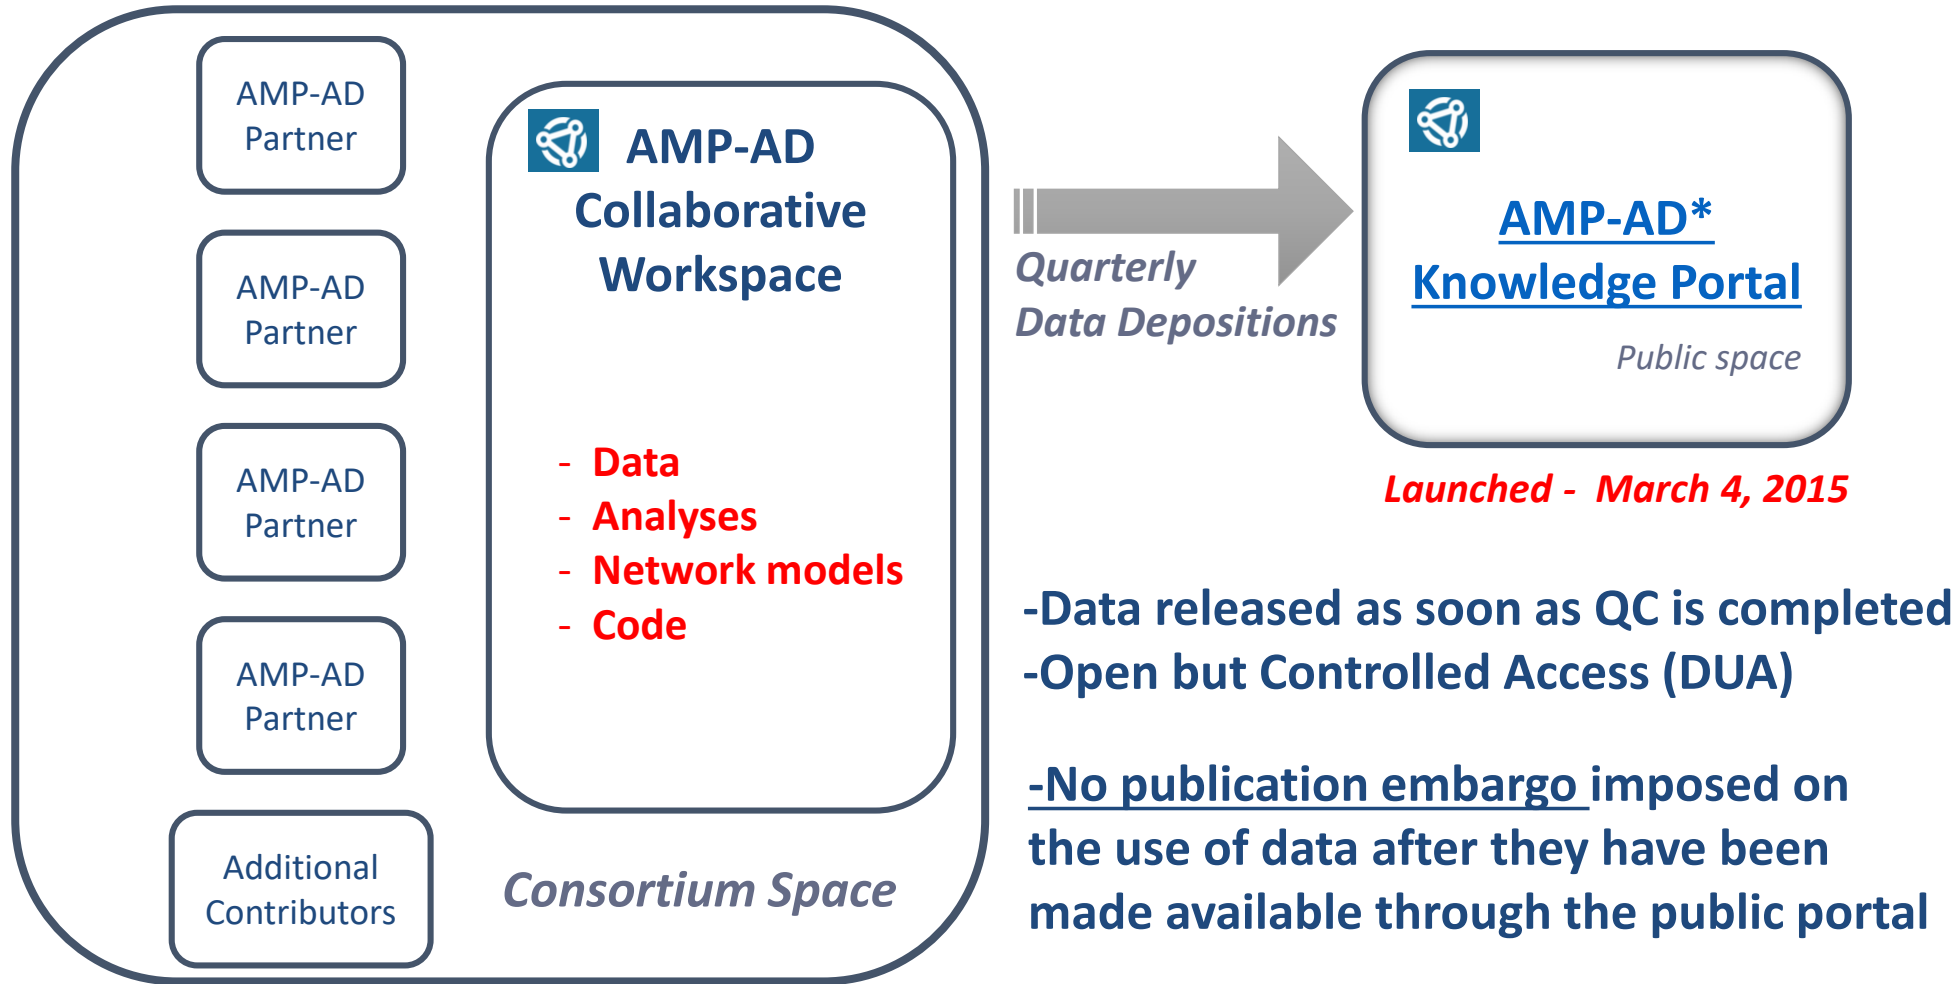 AMP-AD
Partner
AMP-AD
Partner
AMP-AD
Partner
AMP-AD
Partner
Additional
Contributors
AMP-AD
Collaborative
Workspace
- Data
- Analyses
- Network models
- Code
Consortium Space
Quarterly
Data Depositions
AMP-AD*
Knowledge Portal
Public space
Launched - March 4, 2015
-Data released as soon as QC is completed
-Open but Controlled Access (DUA)
-No publication embargo imposed on
the use of data after they have been
made available through the public portal